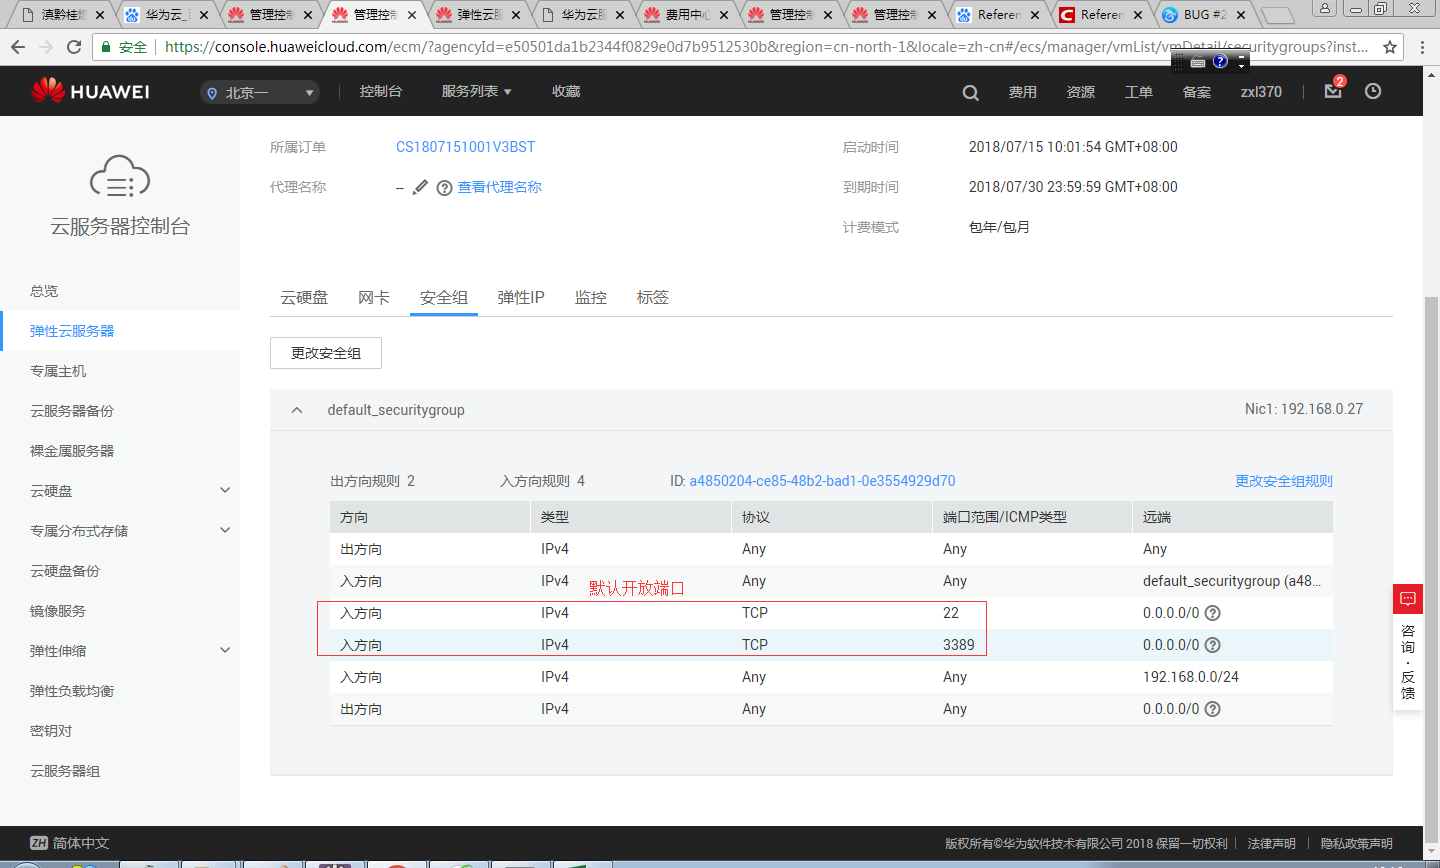 滇黔桂烩
华为云_百
管理控制
管理控制
弹性云服
华为云服
费用中心
管理控制
管理控制
Referen
Referen
BUG #2
安全 https://console.huaweicloud.com/ecm/?agencyId=e50501da1b2344f0829e0d7b9512530b&region=cn-north-1&locale=zh-cn#/ecs/manager/vmList/vmDetail/securitygroups?inst...
HUAWEI 北京一 控制台 服务列表 收藏 费用 资源 工单 备案 zxl370 2
云服务器控制台
总览
弹性云服务器
专属主机
云服务器备份
裸金属服务器
云硬盘
专属分布式存储
云硬盘备份
镜像服务
弹性伸缩
弹性负载均衡
密钥对
云服务器组
所属订单 CS1807151001V3BST 启动时间 2018/07/15 10:01:54 GMT+08:00
代理名称 -- 查看代理名称 到期时间 2018/07/30 23:59:59 GMT+08:00
计费模式 包年/包月
云硬盘 网卡 安全组 弹性IP 监控 标签
更改安全组
default_securitygroup Nic1: 192.168.0.27
出方向规则 2 入方向规则 4 ID: a4850204-ce85-48b2-bad1-0e3554929d70 更改安全组规则
方向 类型 协议 端口范围/ICMP类型 远端
出方向 IPv4 Any Any Any
入方向 IPv4 Any Any default_securitygroup (a48...
默认开放端口
入方向 IPv4 TCP 22 0.0.0.0/0
入方向 IPv4 TCP 3389 0.0.0.0/0
入方向 IPv4 Any Any 192.168.0.0/24
出方向 IPv4 Any Any 0.0.0.0/0
咨询·反馈
ZH 简体中文 版权所有©华为软件技术有限公司 2018 保留一切权利 法律声明 隐私政策声明